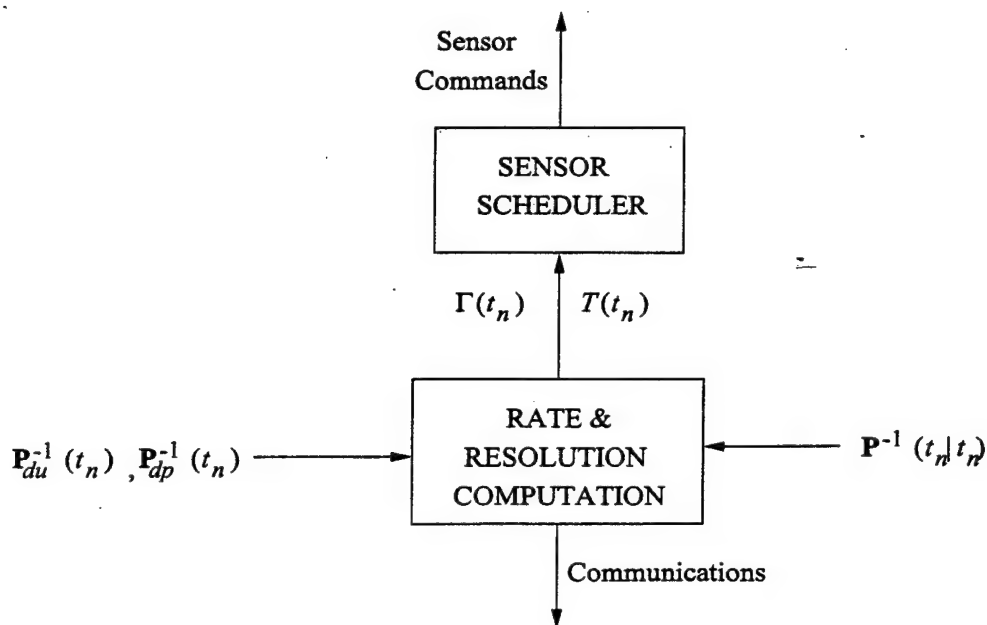 Sensor
Commands
SENSOR
SCHEDULER
Γ(t_n) T(t_n)
RATE &
RESOLUTION
COMPUTATION
P_du^-1 (t_n) , P_dp^-1 (t_n)
P^-1 (t_n|t_n)
Communications